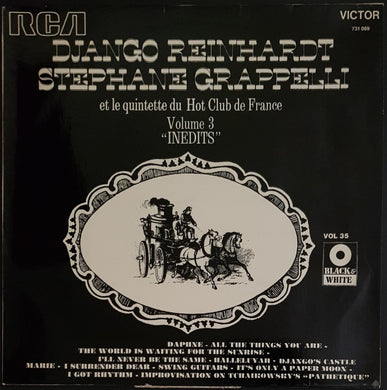 RCA VICTOR
731 069
DJANGO REINHARDT
STEPHANE GRAPPELLI
et le quintette du Hot Club de France
Volume 3
"INEDITS"
VOL 35
BLACK&
WHITE
DAPHNE - ALL THE THINGS YOU ARE -
THE WORLD IS WAITING FOR THE SUNRISE -
I'LL NEVER BE THE SAME - HALLELUYAH - DJANGO'S CASTLE
MARIE - I SURRENDER DEAR - SWING GUITARS - IT'S ONLY A PAPER MOON -
I GOT RHYTHM - IMPROVISATION ON TCHAIKOWSKY'S "PATHETIQUE"